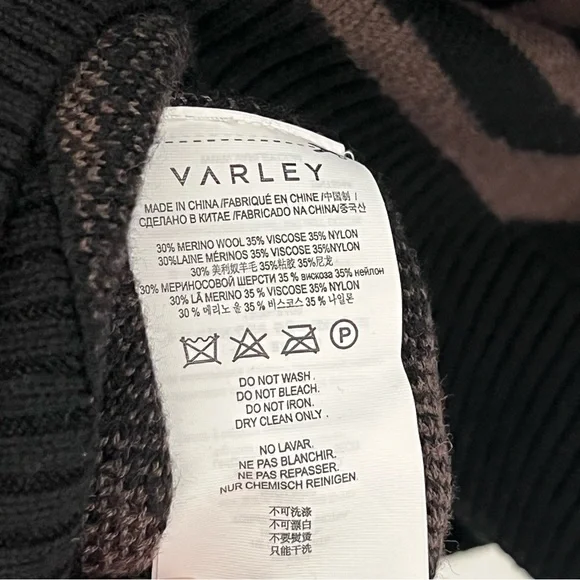 VARLEY
MADE IN CHINA /FABRIQUÉ EN CHINE /中国制 /
СДЕЛАНО В КИТАЕ /FABRICADO NA CHINA/중국산
30% MERINO WOOL 35% VISCOSE 35%NYLON
30%LAINE MÉRINOS 35% VISCOSE 35%NYLON
30% 美利奴羊毛 35%粘胶 35%尼龙
30% МЕРИНОСОВОЙ ШЕРСТИ 35 % вискоза 35% нейлон
30% LÃ MERINO 35 % VISCOSE 35% NYLON
30 % 메리노 울 35 % 비스코스 35 % 나일론
P
DO NOT WASH .
DO NOT BLEACH.
DO NOT IRON.
DRY CLEAN ONLY .
NO LAVAR.
NE PAS BLANCHIR.
NE PAS REPASSER.
NUR CHEMISCH REINIGEN.
不可洗涤
不可漂白
不要熨烫
只能干洗